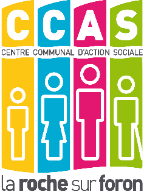 CCAS
CENTRE COMMUNAL D'ACTION SOCIALE
la roche sur foron